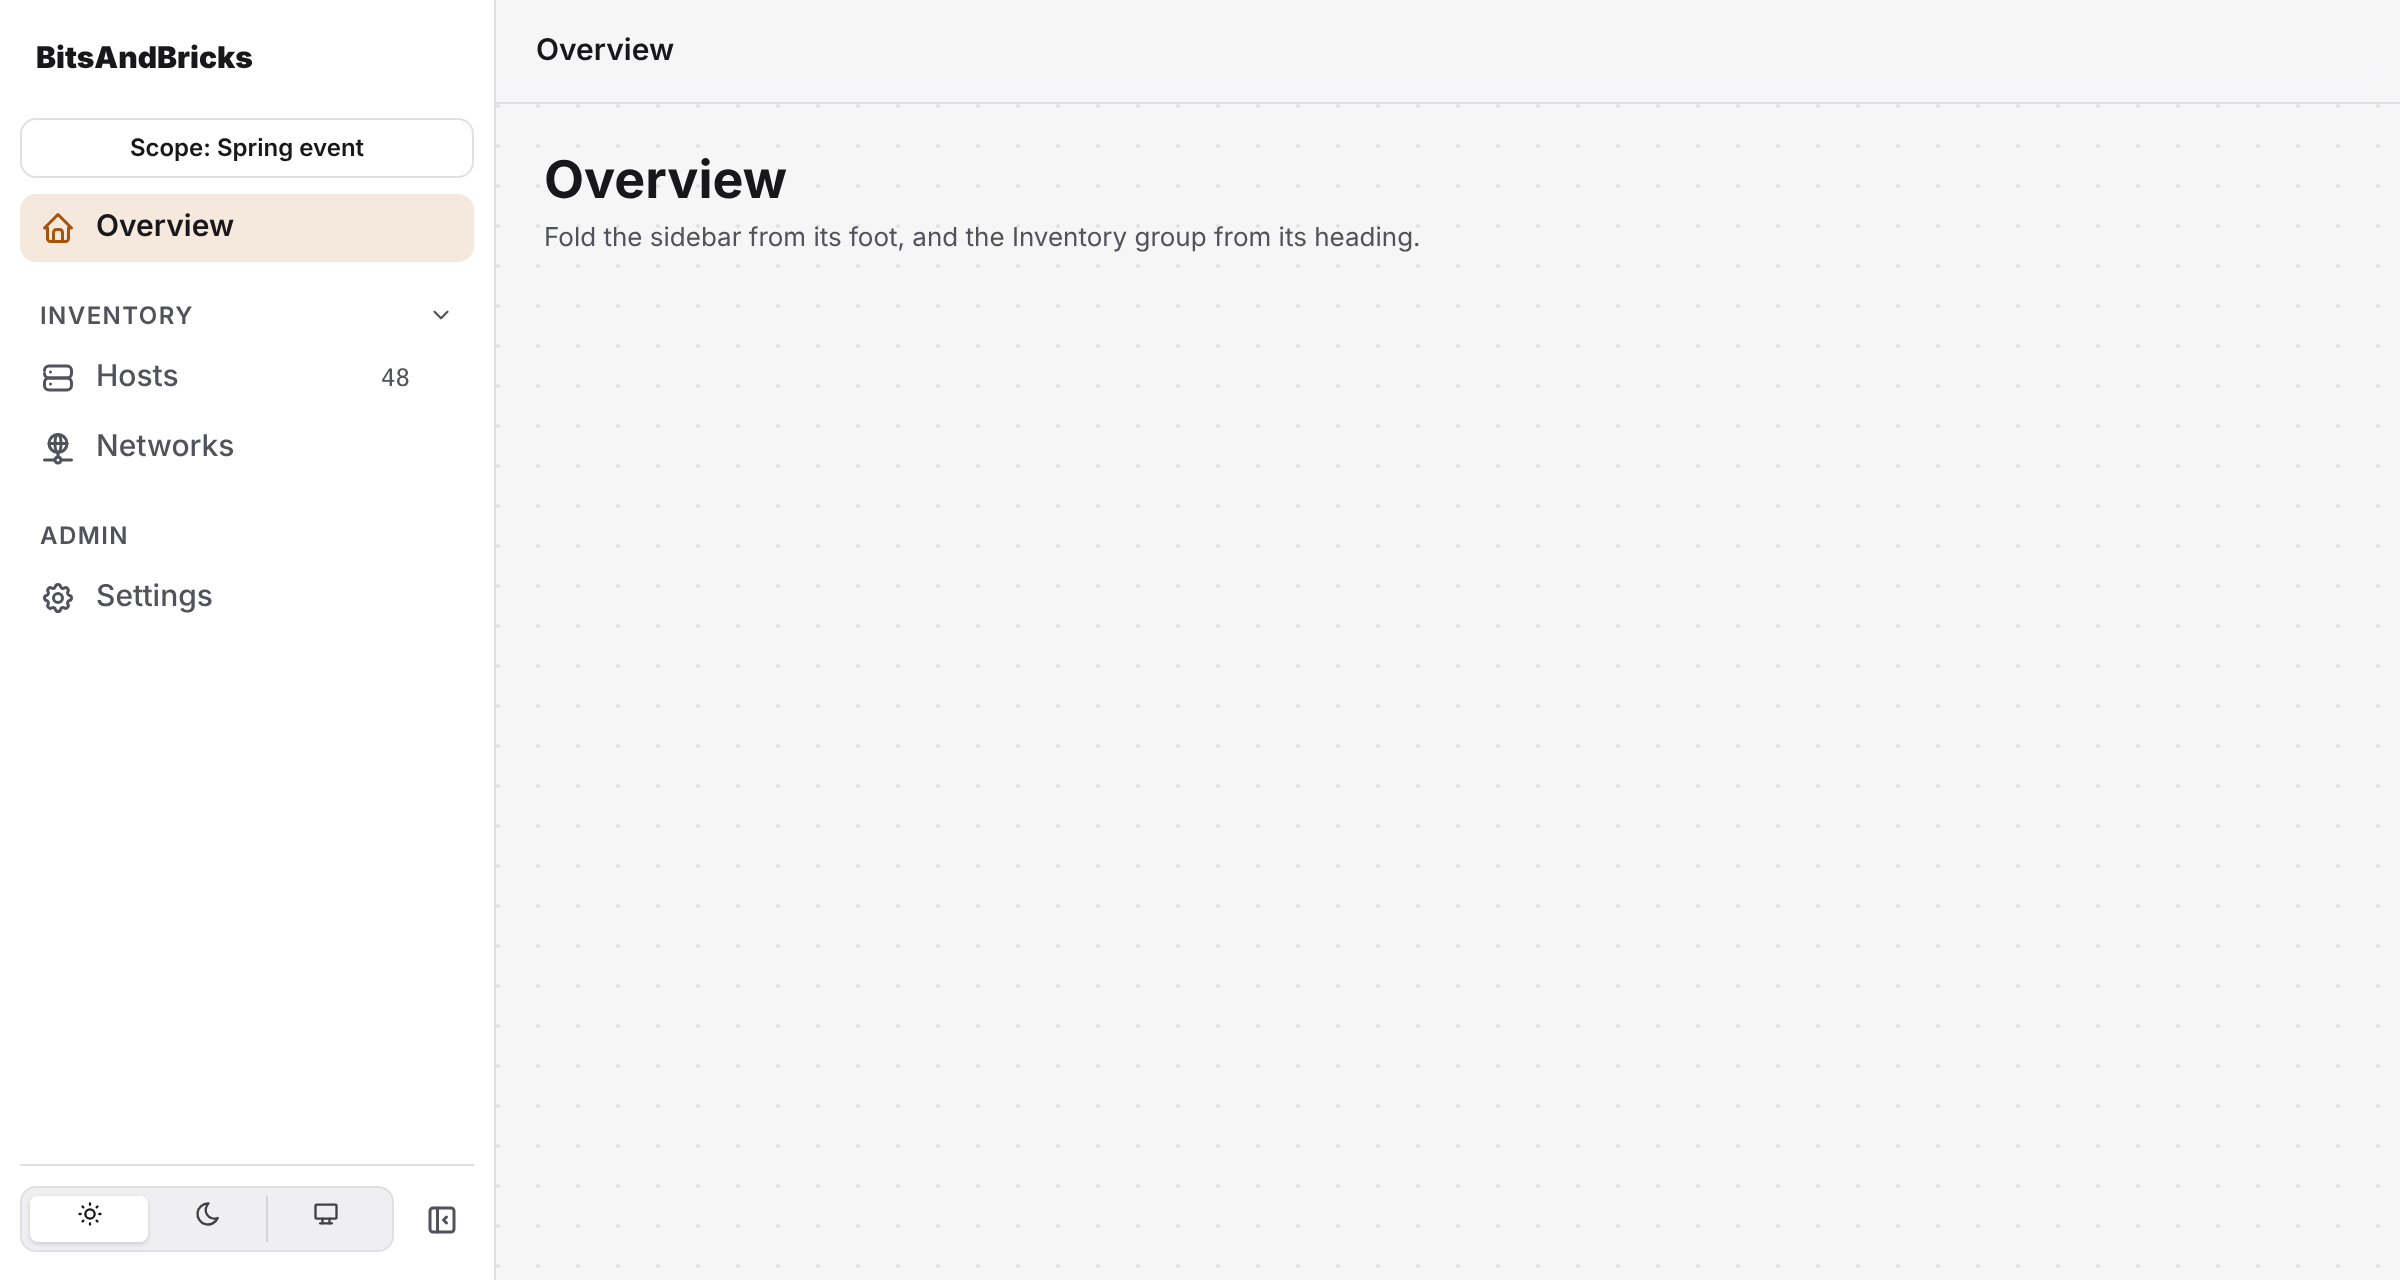 BitsAndBricks
Scope: Spring event
Overview
INVENTORY
Hosts 48
Networks
ADMIN
Settings
Overview
Overview
Fold the sidebar from its foot, and the Inventory group from its heading.